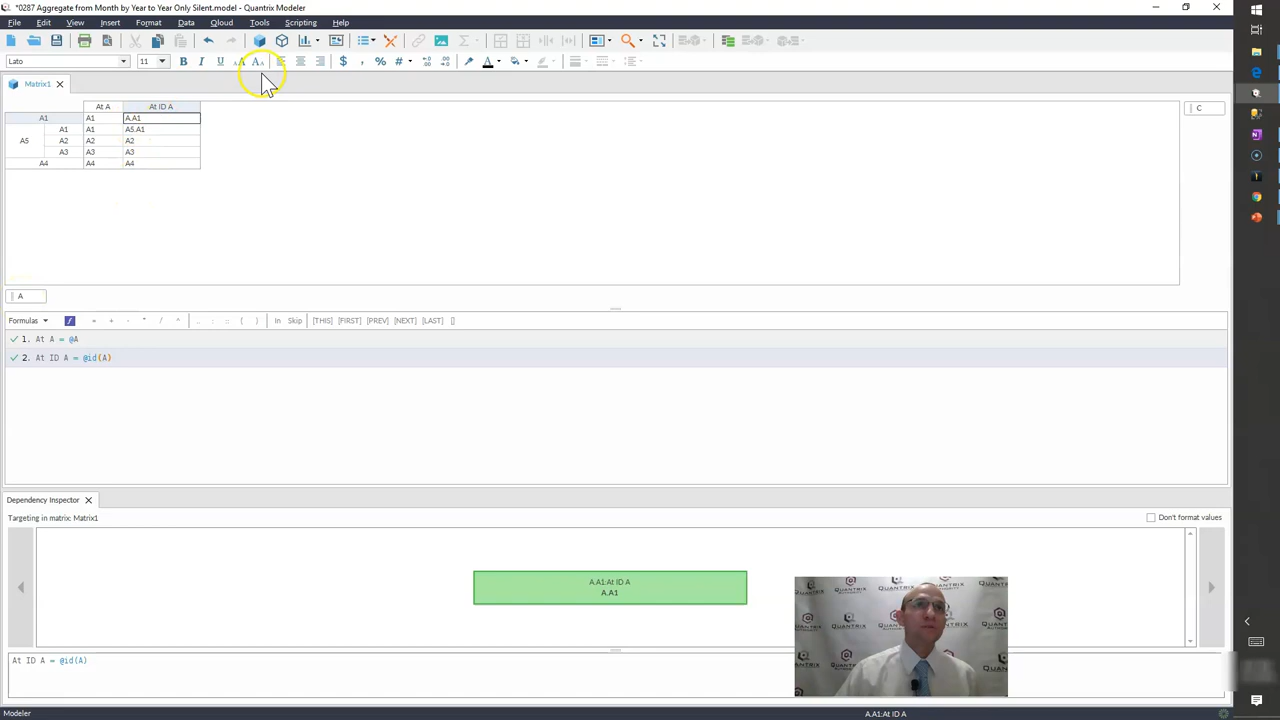 *0287 Aggregate from Month by Year to Year Only Silent.model - Quantrix Modeler
File Edit View Insert Format Data Qloud Tools Scripting Help
Lato 11 B I U A A $ , % # A
Matrix1
At A At ID A
A1 A1 A.A1
A5 A1 A1 A5.A1
A2 A2 A2
A3 A3 A3
A4 A4 A4
C
A
Formulas f = + - * / ^ .. : :: ( ) In Skip [THIS] [FIRST] [PREV] [NEXT] [LAST] []
1. At A = @A
2. At ID A = @id(A)
Dependency Inspector
Targeting in matrix: Matrix1 Don't format values
A.A1:At ID A
A.A1
At ID A = @id(A)
QUANTRIX
AUTHORITY
Modeler A.A1:At ID A